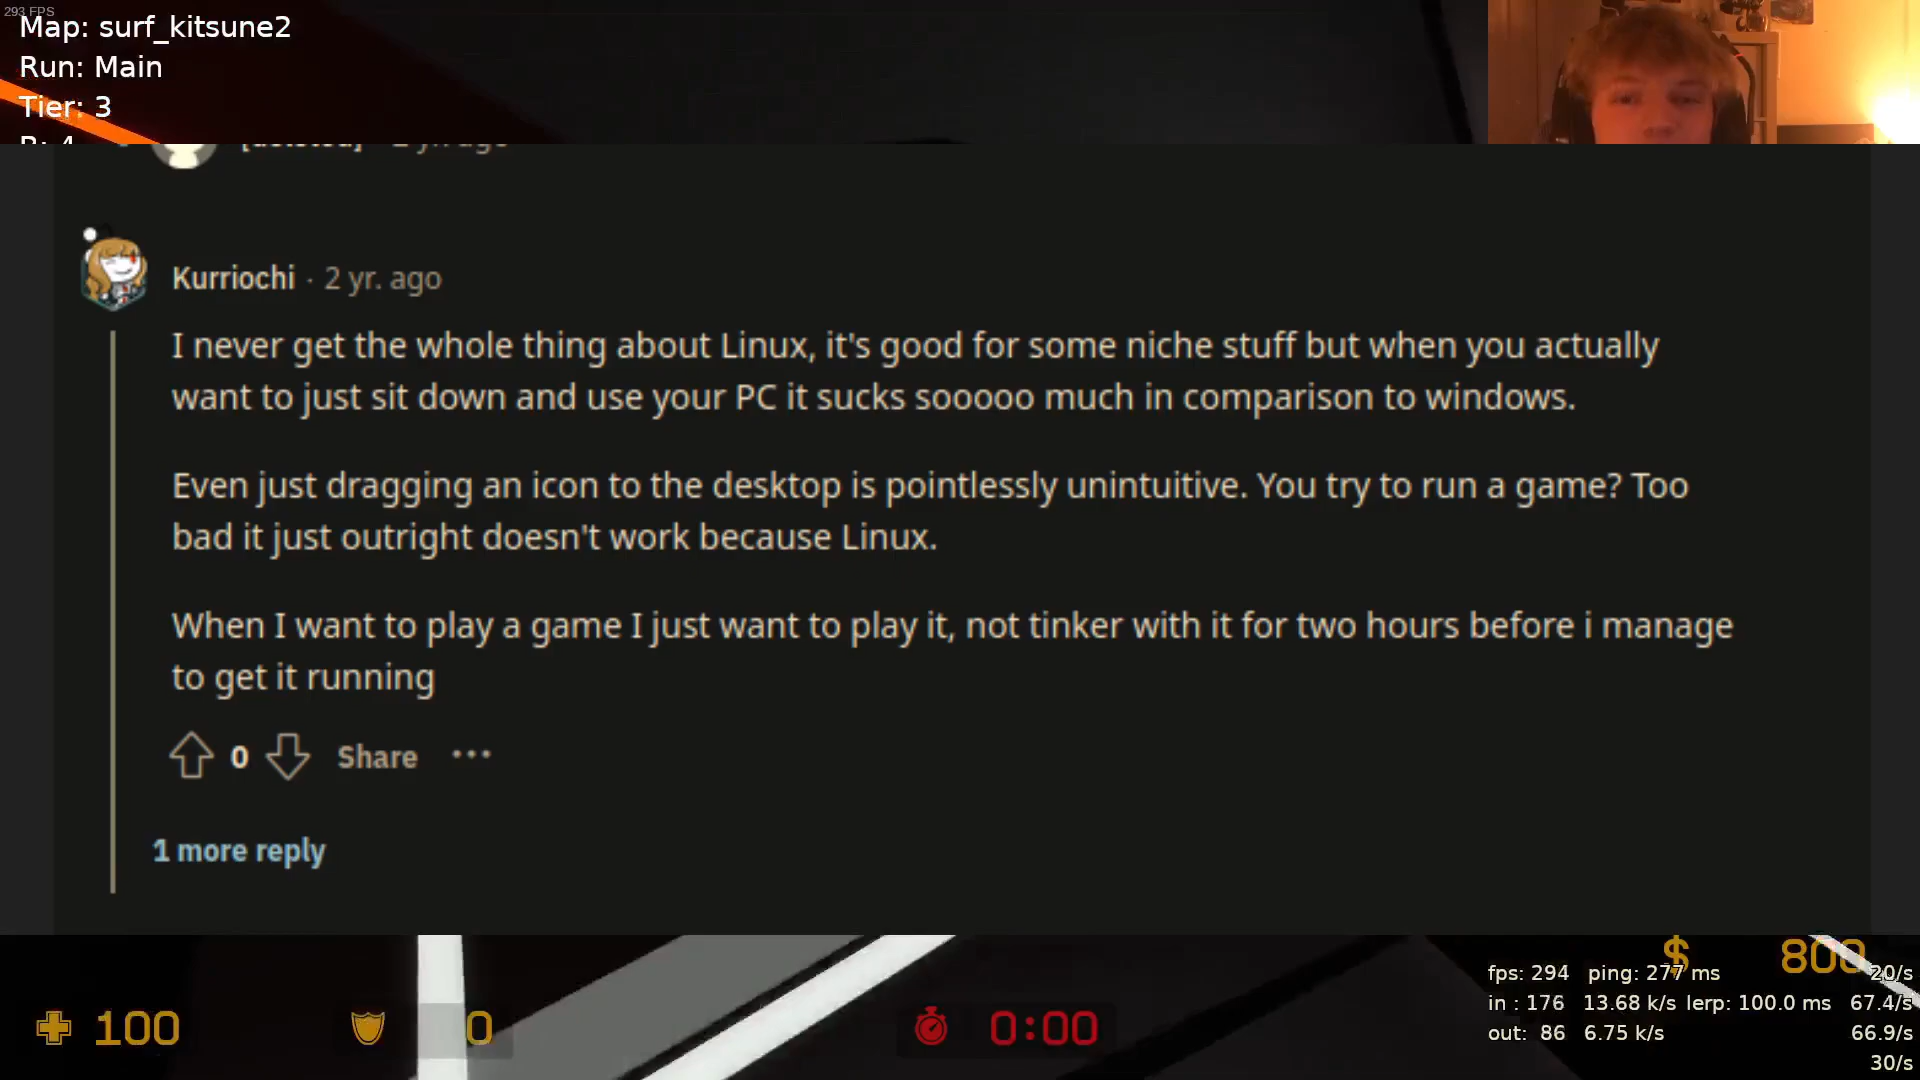 293 FPS
Map: surf_kitsune2
Run: Main
Tier: 3
Kurriochi · 2 yr. ago
I never get the whole thing about Linux, it's good for some niche stuff but when you actually
want to just sit down and use your PC it sucks sooooo much in comparison to windows.
Even just dragging an icon to the desktop is pointlessly unintuitive. You try to run a game? Too
bad it just outright doesn't work because Linux.
When I want to play a game I just want to play it, not tinker with it for two hours before i manage
to get it running
0 Share ...
1 more reply
$ 800
fps: 294 ping: 277 ms 20/s
in : 176 13.68 k/s lerp: 100.0 ms 67.4/s
out: 86 6.75 k/s 66.9/s
30/s
100 0 0:00